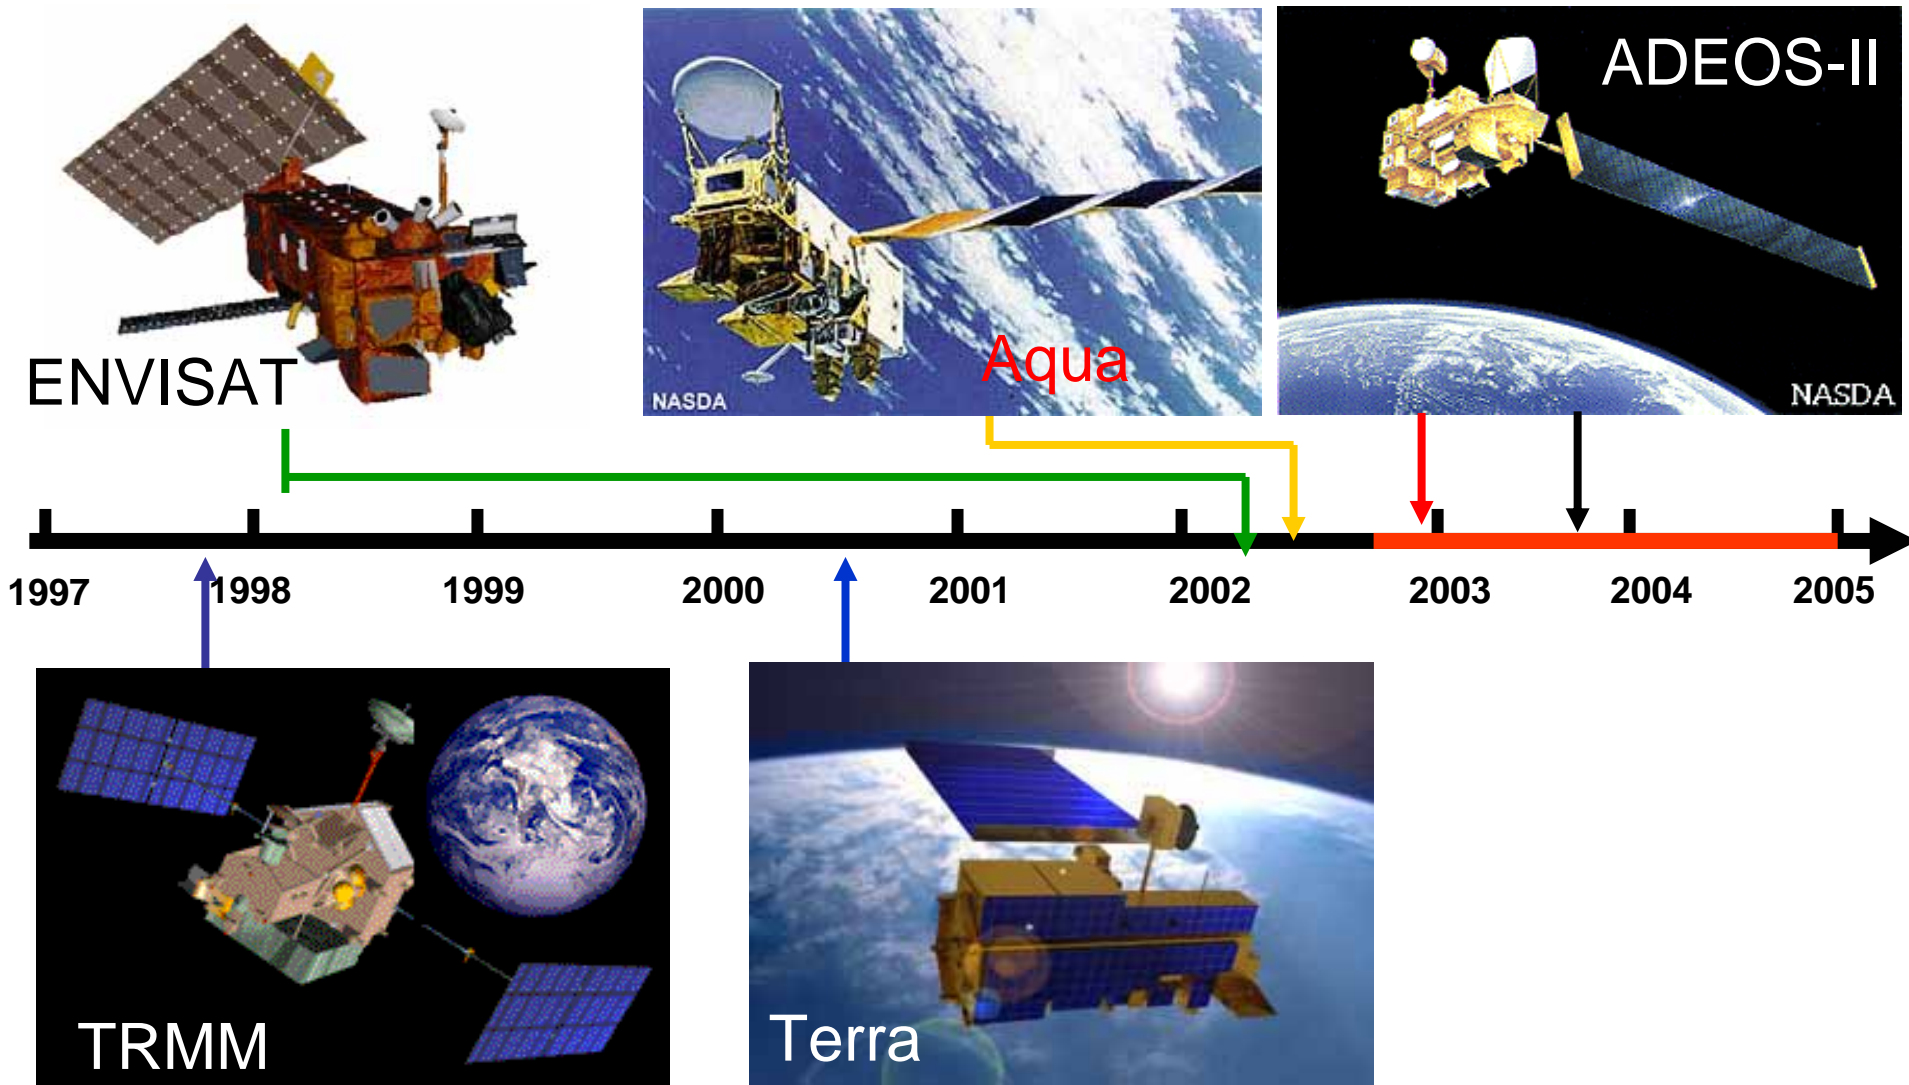 ADEOS-II
ENVISAT
Aqua
NASDA
NASDA
1997
1998
1999
2000
2001
2002
2003
2004
2005
TRMM
Terra